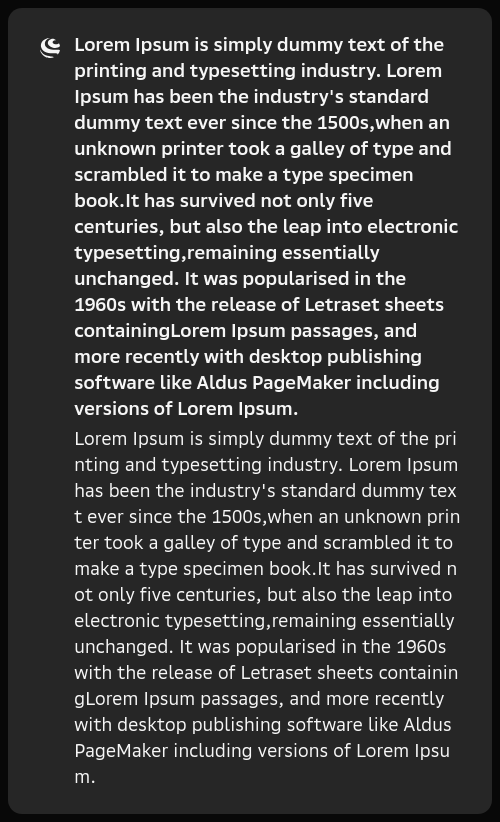 Lorem Ipsum is simply dummy text of the
printing and typesetting industry. Lorem
Ipsum has been the industry's standard
dummy text ever since the 1500s,when an
unknown printer took a galley of type and
scrambled it to make a type specimen
book.It has survived not only five
centuries, but also the leap into electronic
typesetting,remaining essentially
unchanged. It was popularised in the
1960s with the release of Letraset sheets
containingLorem Ipsum passages, and
more recently with desktop publishing
software like Aldus PageMaker including
versions of Lorem Ipsum.
Lorem Ipsum is simply dummy text of the pri
nting and typesetting industry. Lorem Ipsum
has been the industry's standard dummy tex
t ever since the 1500s,when an unknown prin
ter took a galley of type and scrambled it to
make a type specimen book.It has survived n
ot only five centuries, but also the leap into
electronic typesetting,remaining essentially
unchanged. It was popularised in the 1960s
with the release of Letraset sheets containin
gLorem Ipsum passages, and more recently
with desktop publishing software like Aldus
PageMaker including versions of Lorem Ipsu
m.